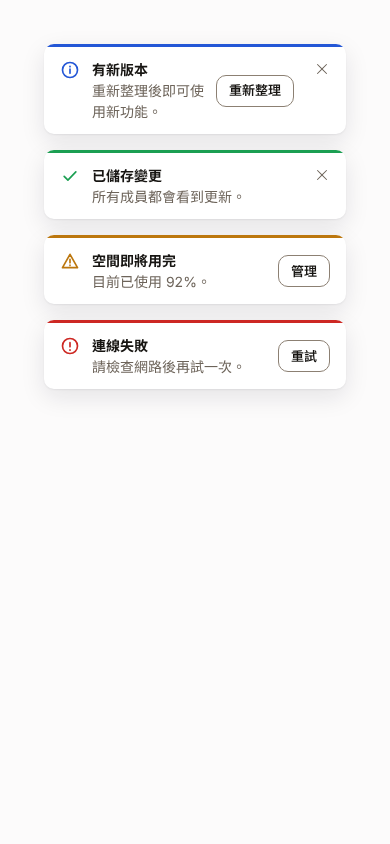 有新版本
重新整理後即可使
用新功能。
重新整理
已儲存變更
所有成員都會看到更新。
空間即將用完
目前已使用 92%。
管理
連線失敗
請檢查網路後再試一次。
重試